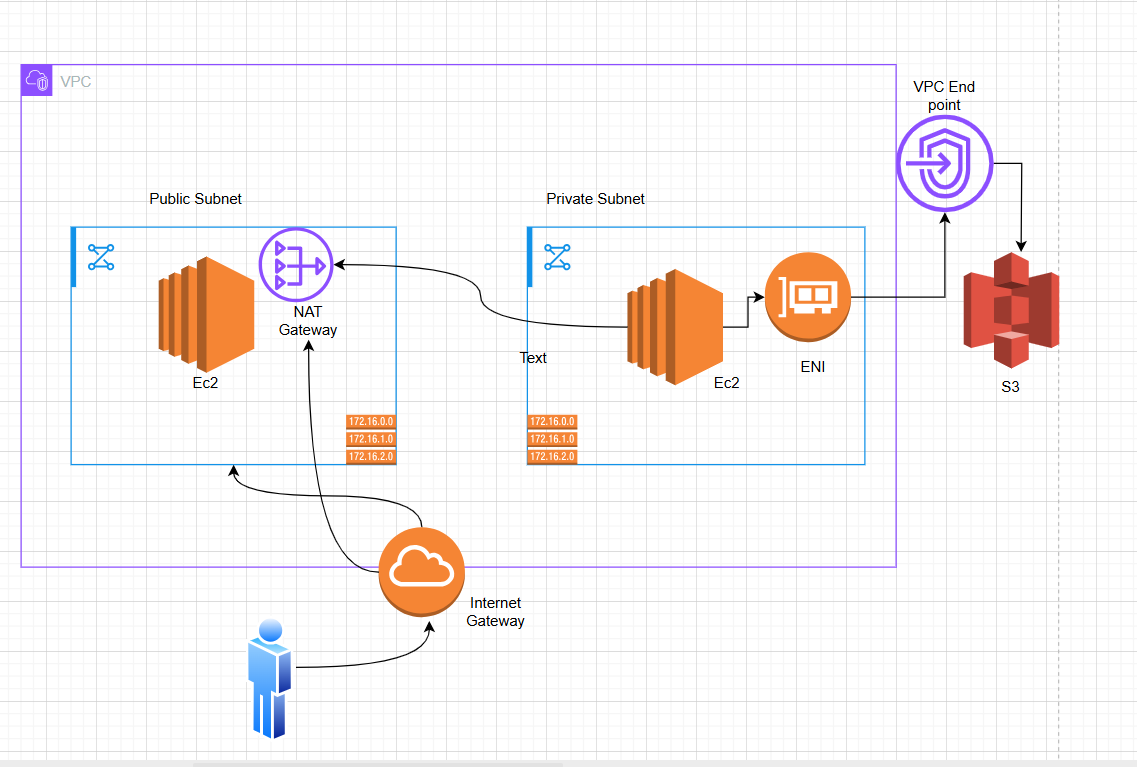 VPC
VPC End
point
Public Subnet
Private Subnet
NAT
Gateway
Text
Ec2
Ec2
ENI
S3
172.16.0.0
172.16.1.0
172.16.2.0
172.16.0.0
172.16.1.0
172.16.2.0
Internet
Gateway